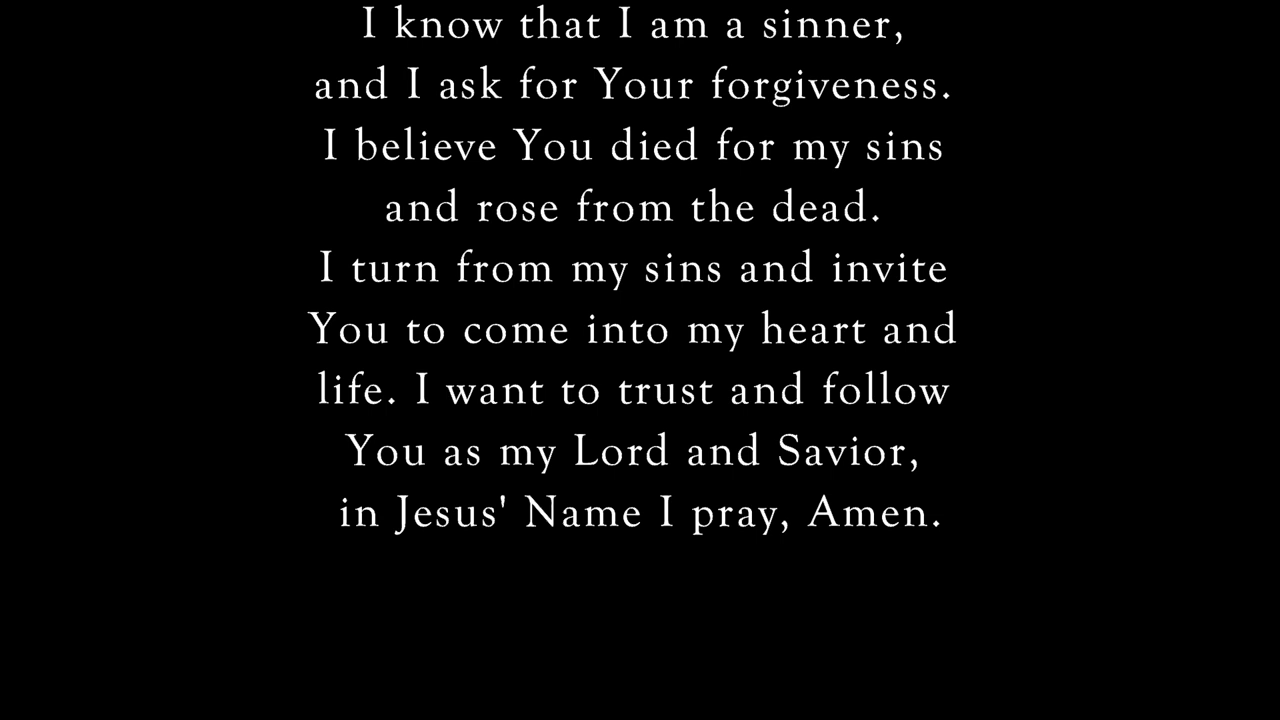 I know that I am a sinner,
and I ask for Your forgiveness.
I believe You died for my sins
and rose from the dead.
I turn from my sins and invite
You to come into my heart and
life. I want to trust and follow
You as my Lord and Savior,
in Jesus' Name I pray, Amen.